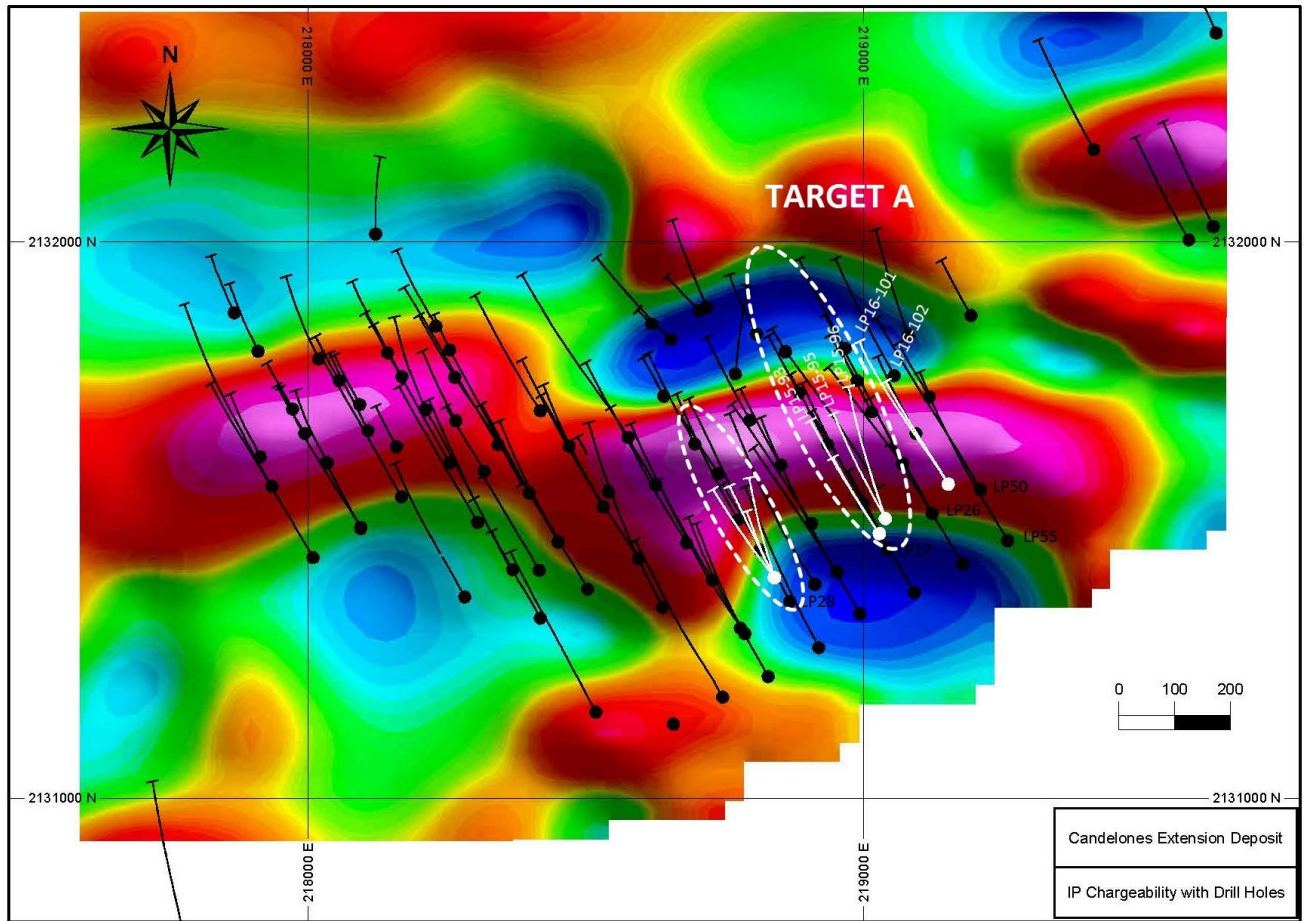 N
218000 E
219000 E
TARGET A
2132000 N
2132000 N
LP16-101
LP16-102
LP15-96
LP15-95
LP15-93
LP50
LP26
LP55
LP17
LP28
0 100 200
2131000 N
2131000 N
218000 E
219000 E
Candelones Extension Deposit
IP Chargeability with Drill Holes